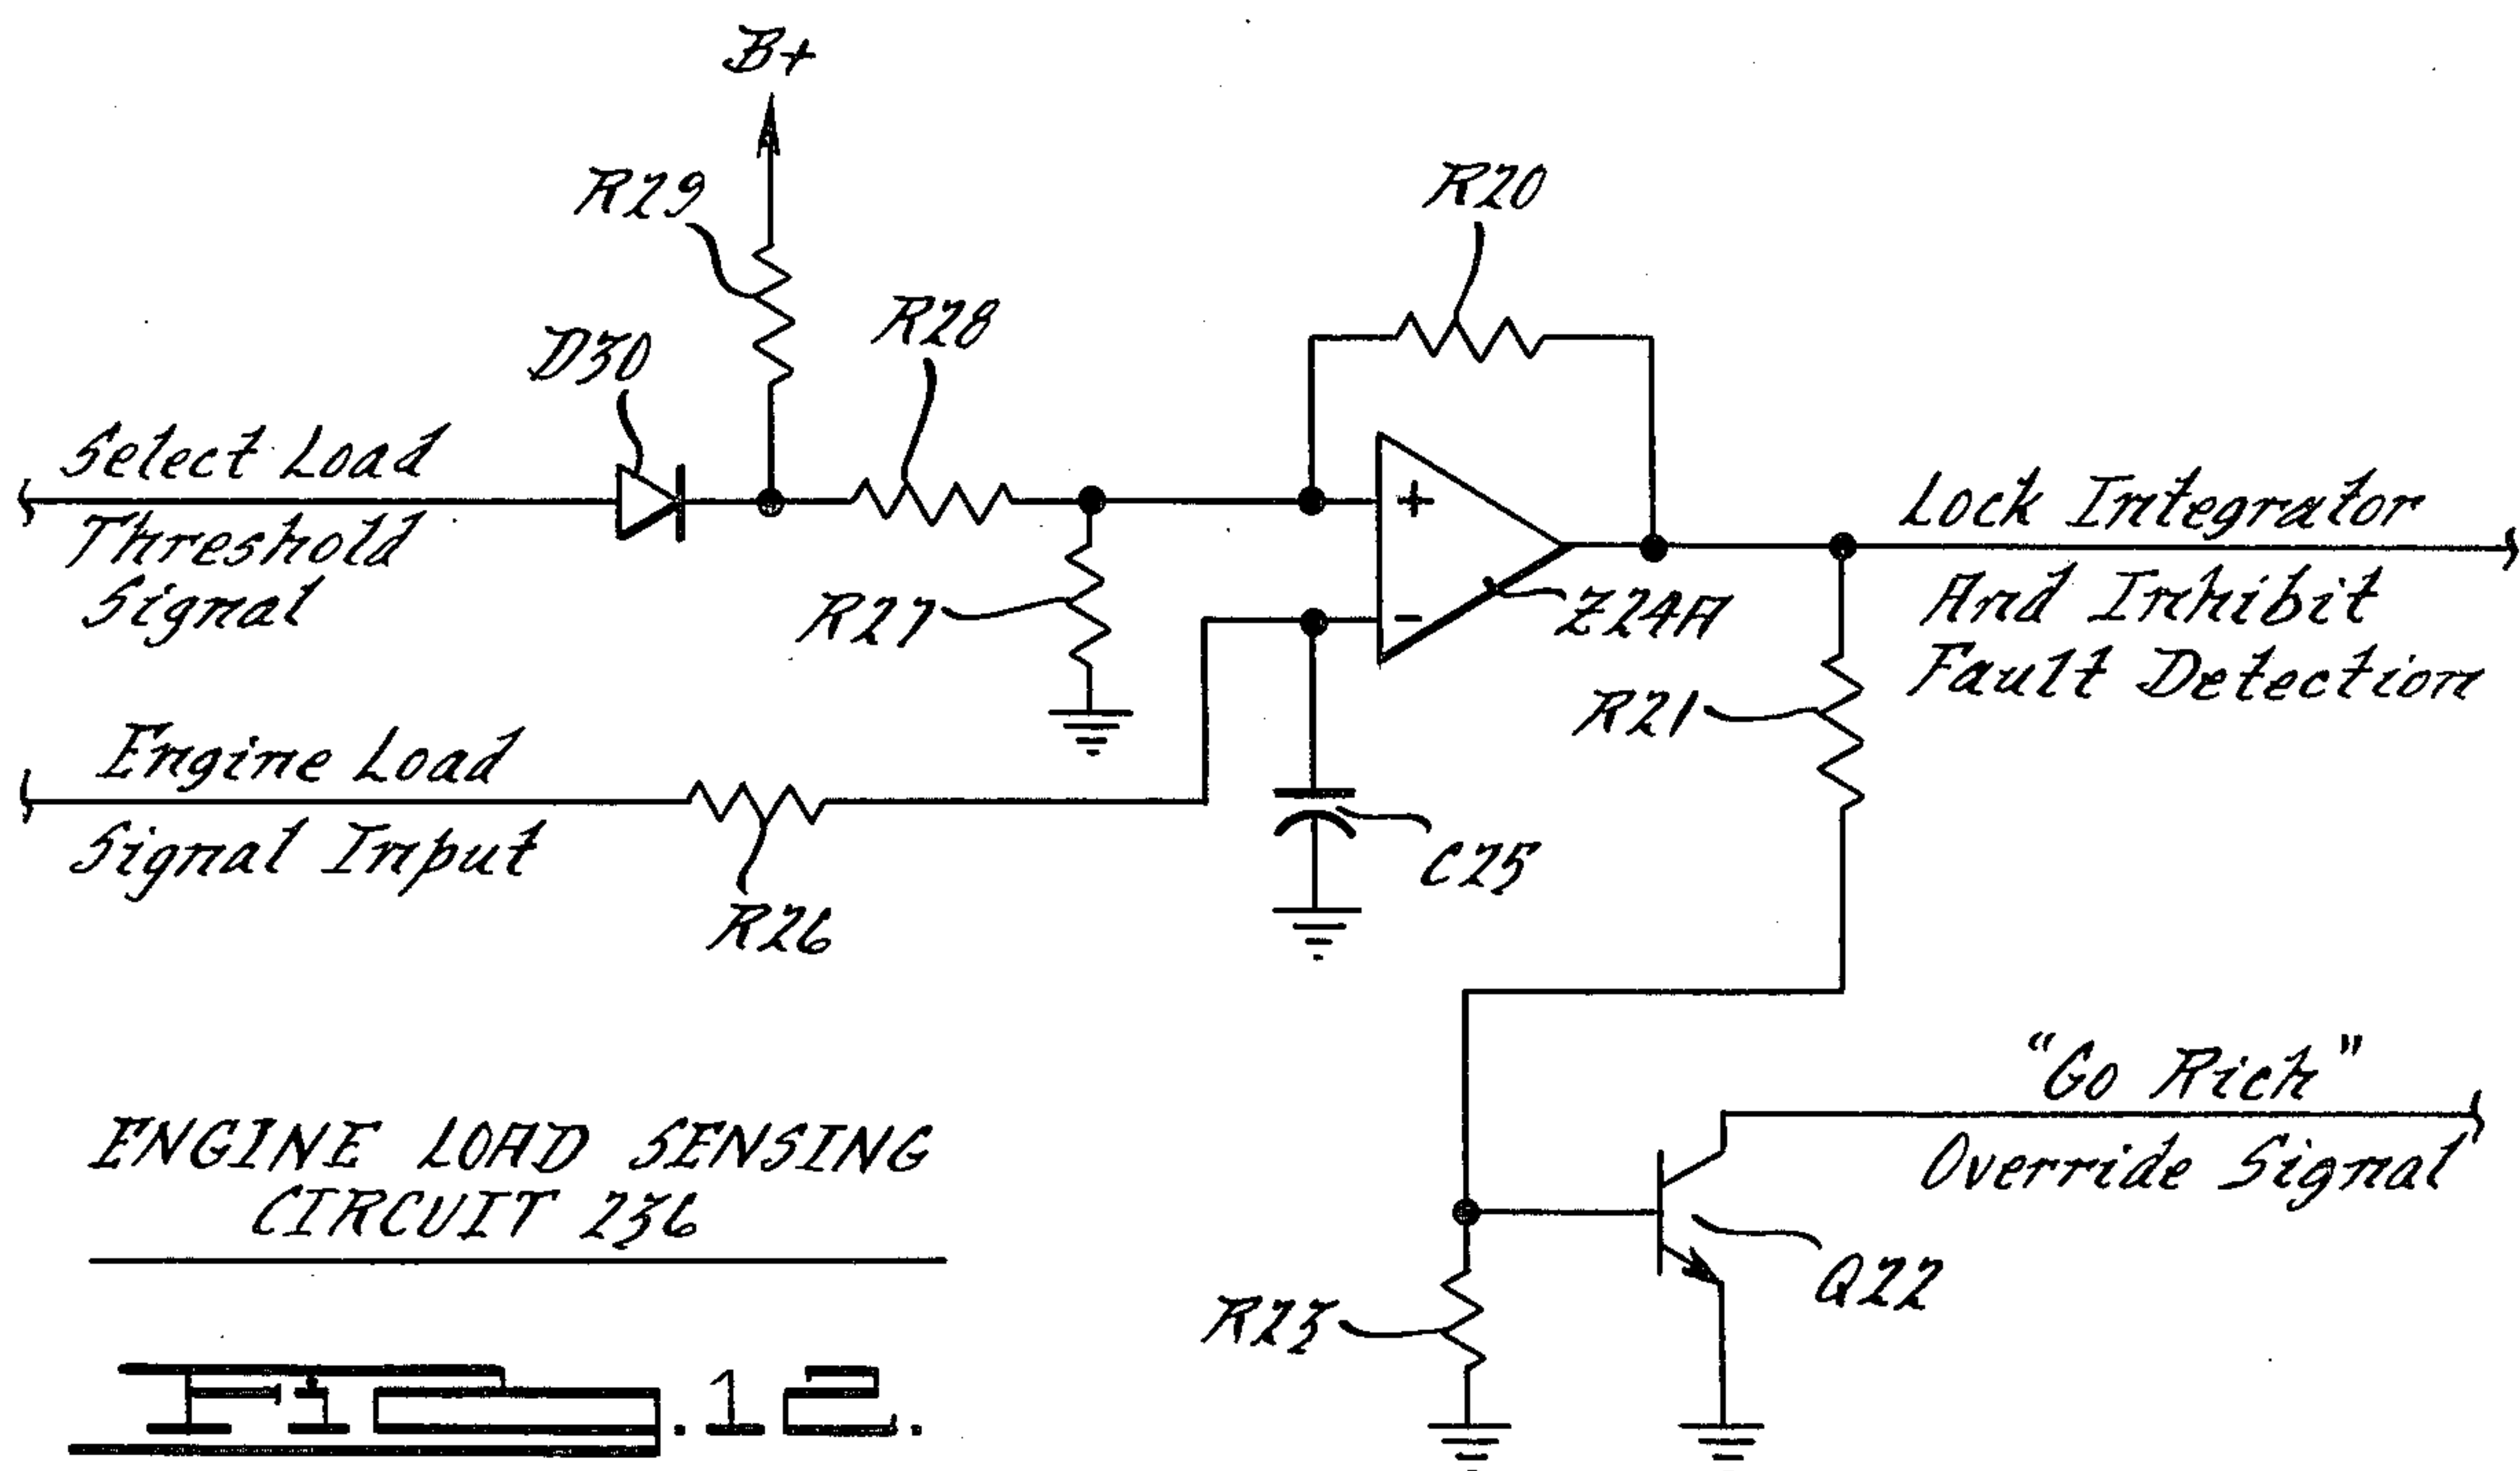 B+
R29
R20
R28
D30
Select Load
Threshold
Signal
+
-
Z24A
Lock Integrator
And Inhibit
Fault Detection
R27
R21
Engine Load
Signal Input
R26
C25
"Go Rich"
Override Signal
Q22
R23
ENGINE LOAD SENSING
CIRCUIT 236
FIG.12.